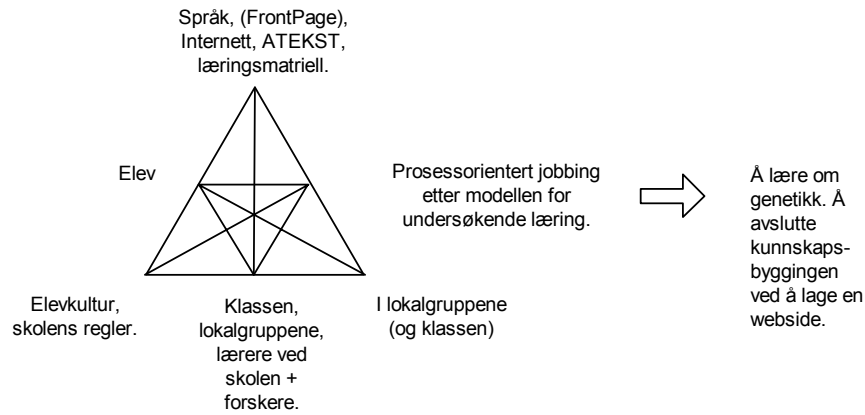 Språk, (FrontPage),
Internett, ATEKST,
læringsmatriell.
Elev
Prosessorientert jobbing
etter modellen for
undersøkende læring.
Å lære om
genetikk. Å
avslutte
kunnskaps-
byggingen
ved å lage en
webside.
Elevkultur,
skolens regler.
Klassen,
lokalgruppene,
lærere ved
skolen +
forskere.
I lokalgruppene
(og klassen)